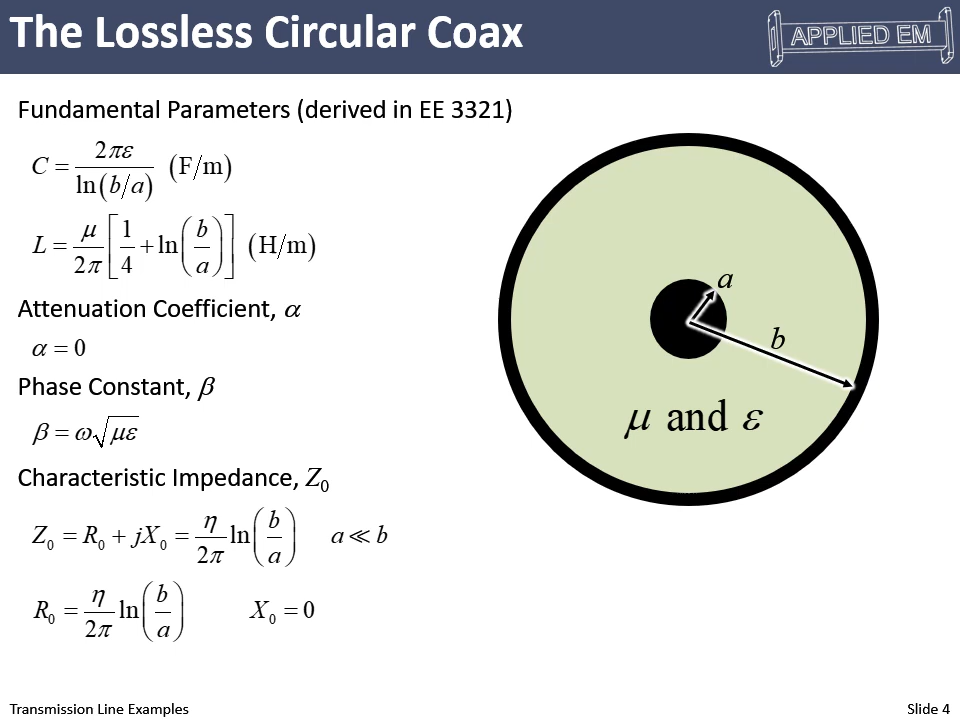 The Lossless Circular Coax
APPLIED EM
Fundamental Parameters (derived in EE 3321)
C = 2πε / ln(b/a) (F/m)
L = μ/2π [1/4 + ln(b/a)] (H/m)
Attenuation Coefficient, α
α = 0
Phase Constant, β
β = ω√με
Characteristic Impedance, Z₀
Z₀ = R₀ + jX₀ = η/2π ln(b/a) a ≪ b
R₀ = η/2π ln(b/a) X₀ = 0
a
b
μ and ε
Transmission Line Examples
Slide 4